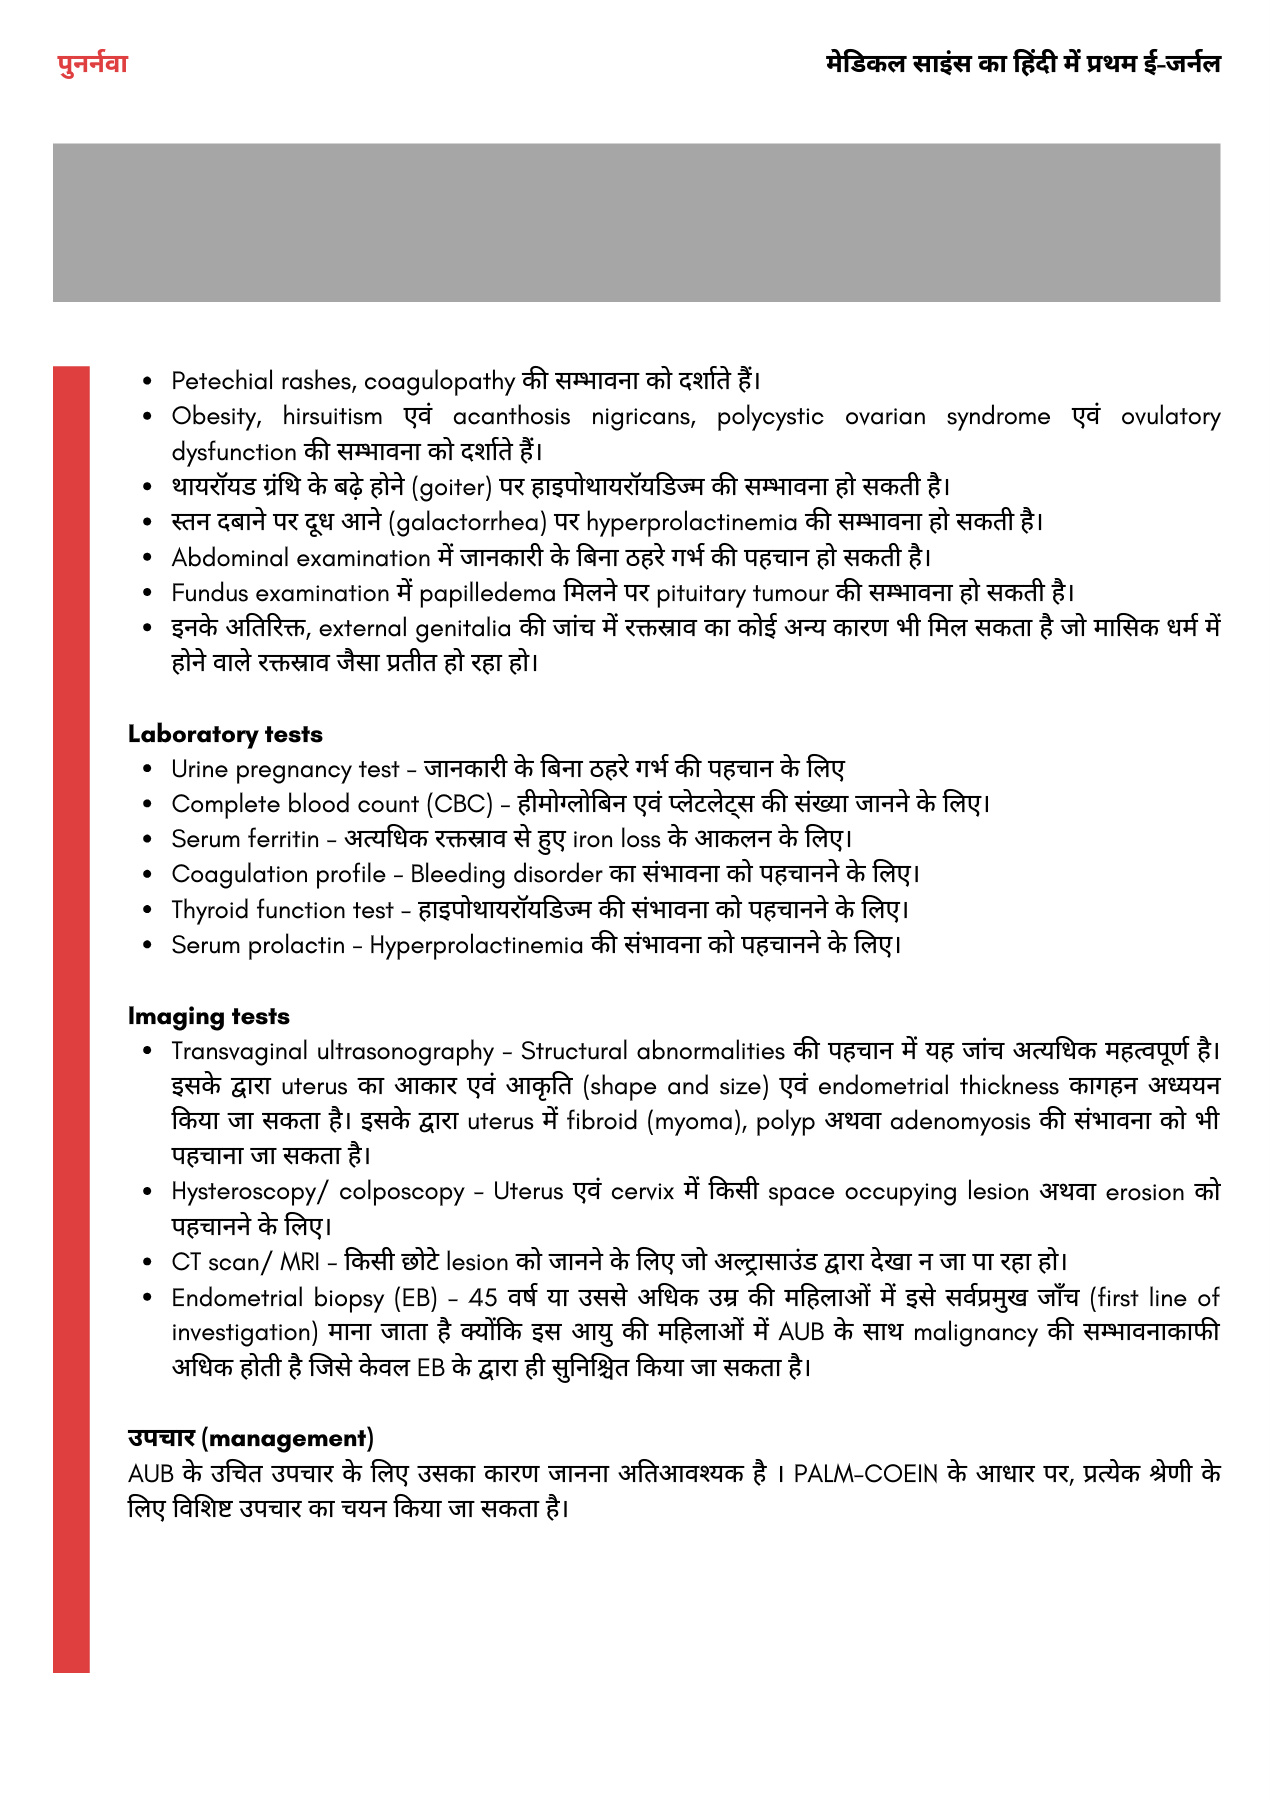 पुनर्नवा
मेडिकल साइंस का हिंदी में प्रथम ई-जर्नल
• Petechial rashes, coagulopathy की सम्भावना को दर्शाते हैं।
• Obesity, hirsuitism एवं acanthosis nigricans, polycystic ovarian syndrome एवं ovulatory
dysfunction की सम्भावना को दर्शाते हैं।
• थायरॉयड ग्रंथि के बढ़े होने (goiter) पर हाइपोथायरॉयडिज्म की सम्भावना हो सकती है।
• स्तन दबाने पर दूध आने (galactorrhea) पर hyperprolactinemia की सम्भावना हो सकती है।
• Abdominal examination में जानकारी के बिना ठहरे गर्भ की पहचान हो सकती है।
• Fundus examination में papilledema मिलने पर pituitary tumour की सम्भावना हो सकती है।
• इनके अतिरिक्त, external genitalia की जांच में रक्तस्राव का कोई अन्य कारण भी मिल सकता है जो मासिक धर्म में
होने वाले रक्तस्राव जैसा प्रतीत हो रहा हो।
Laboratory tests
• Urine pregnancy test – जानकारी के बिना ठहरे गर्भ की पहचान के लिए
• Complete blood count (CBC) – हीमोग्लोबिन एवं प्लेटलेट्स की संख्या जानने के लिए।
• Serum ferritin – अत्यधिक रक्तस्राव से हुए iron loss के आकलन के लिए।
• Coagulation profile – Bleeding disorder का संभावना को पहचानने के लिए।
• Thyroid function test – हाइपोथायरॉयडिज्म की संभावना को पहचानने के लिए।
• Serum prolactin – Hyperprolactinemia की संभावना को पहचानने के लिए।
Imaging tests
• Transvaginal ultrasonography – Structural abnormalities की पहचान में यह जांच अत्यधिक महत्वपूर्ण है।
इसके द्वारा uterus का आकार एवं आकृति (shape and size) एवं endometrial thickness कागहन अध्ययन
किया जा सकता है। इसके द्वारा uterus में fibroid (myoma), polyp अथवा adenomyosis की संभावना को भी
पहचाना जा सकता है।
• Hysteroscopy/ colposcopy – Uterus एवं cervix में किसी space occupying lesion अथवा erosion को
पहचानने के लिए।
• CT scan/ MRI – किसी छोटे lesion को जानने के लिए जो अल्ट्रासाउंड द्वारा देखा न जा पा रहा हो।
• Endometrial biopsy (EB) – 45 वर्ष या उससे अधिक उम्र की महिलाओं में इसे सर्वप्रमुख जाँच (first line of
investigation) माना जाता है क्योंकि इस आयु की महिलाओं में AUB के साथ malignancy की सम्भावनाकाफी
अधिक होती है जिसे केवल EB के द्वारा ही सुनिश्चित किया जा सकता है।
उपचार (management)
AUB के उचित उपचार के लिए उसका कारण जानना अतिआवश्यक है । PALM-COEIN के आधार पर, प्रत्येक श्रेणी के
लिए विशिष्ट उपचार का चयन किया जा सकता है।